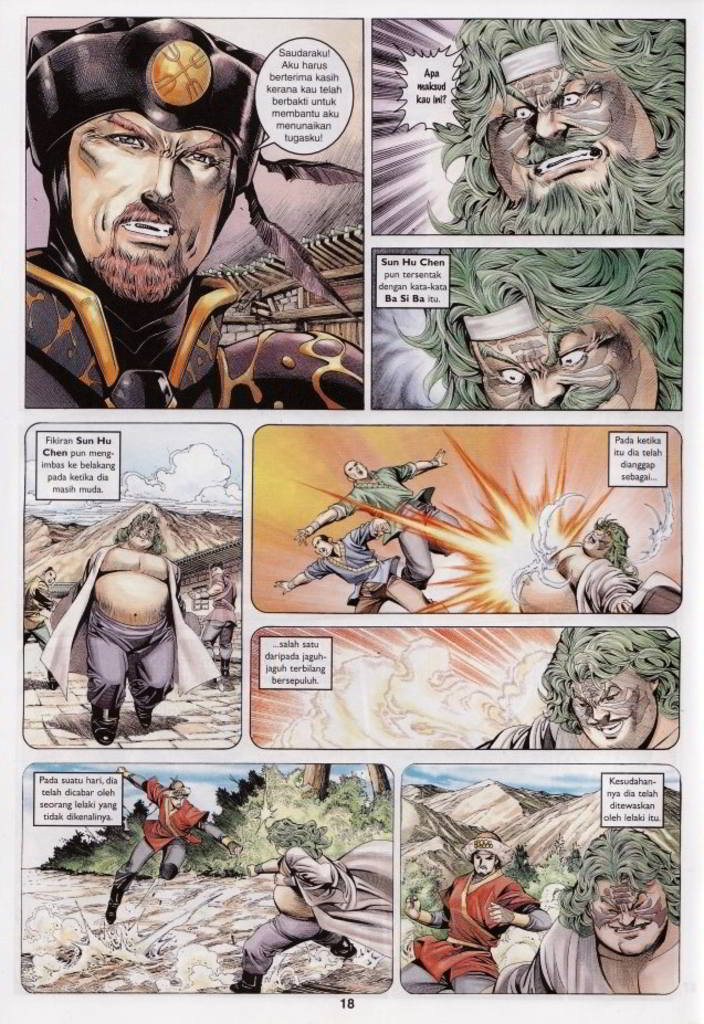 Saudaraku!
Aku harus
berterima kasih
kerana kau telah
berbakti untuk
membantu aku
menunaikan
tugasku!
Apa
maksud
kau ini?
Sun Hu Chen
pun tersentak
dengan kata-kata
Ba Si Ba itu.
Fikiran Sun Hu
Chen pun meng-
imbas ke belakang
pada ketika dia
masih muda.
Pada ketika
itu dia telah
dianggap
sebagai...
...salah satu
daripada jaguh-
jaguh terbilang
bersepuluh.
Pada suatu hari, dia
telah dicabar oleh
seorang lelaki yang
tidak dikenalinya.
Kesudahan-
nya dia telah
ditewaskan
oleh lelaki itu.
18